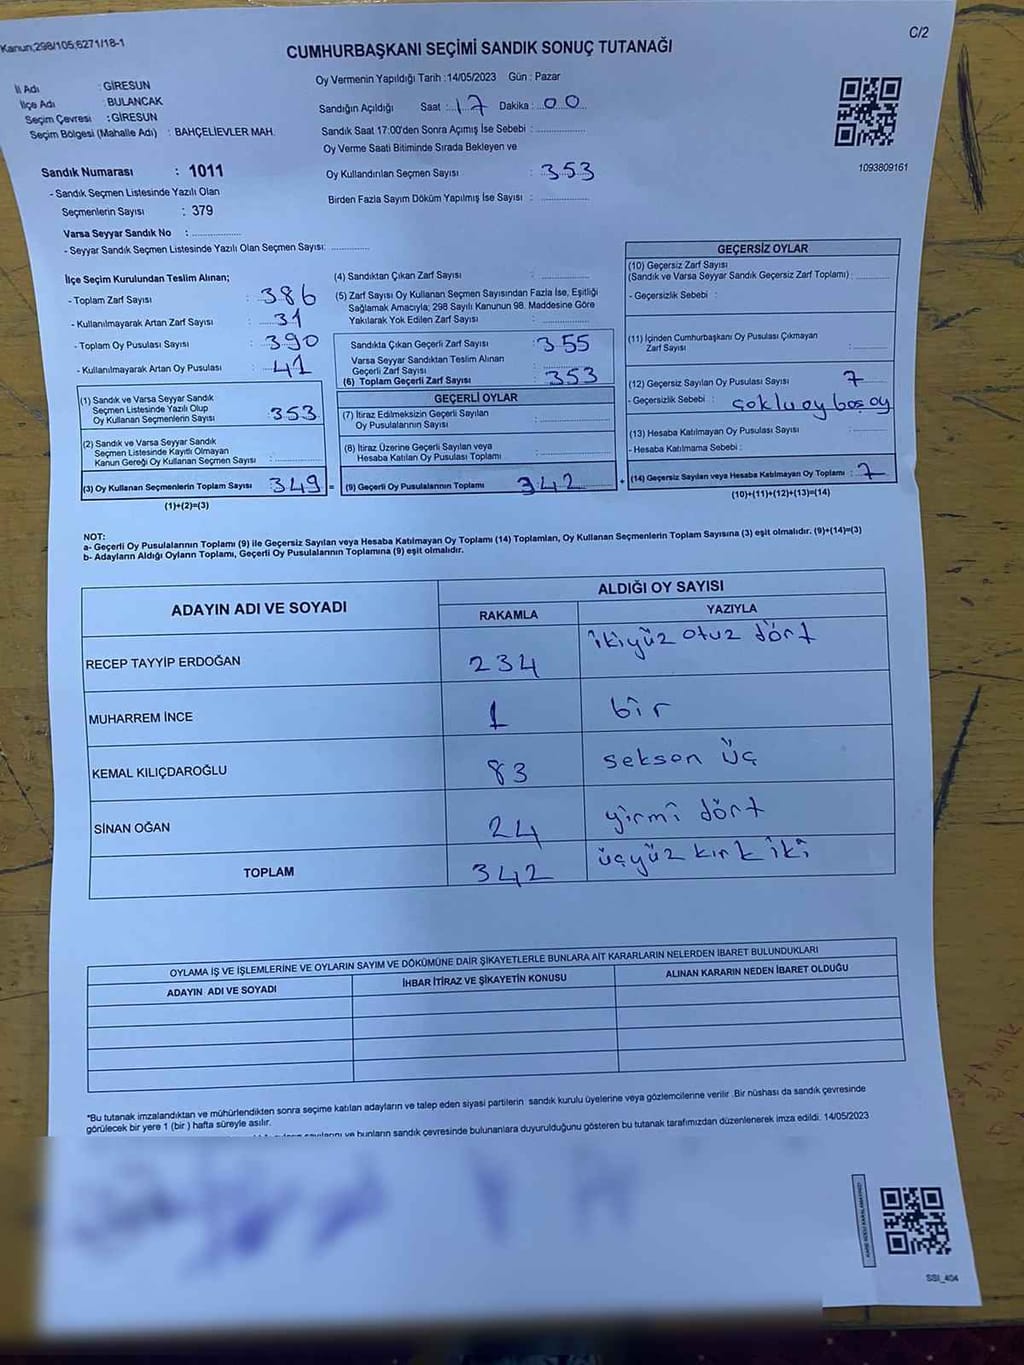 Kanun;298/105;6271/18-1
C/2
CUMHURBAŞKANI SEÇİMİ SANDIK SONUÇ TUTANAĞI
İl Adı : GİRESUN
İlçe Adı : BULANCAK
Seçim Çevresi : GİRESUN
Seçim Bölgesi (Mahalle Adı) : BAHÇELİEVLER MAH.
Sandık Numarası : 1011
- Sandık Seçmen Listesinde Yazılı Olan
Seçmenlerin Sayısı : 379
Varsa Seyyar Sandık No : ..............
- Seyyar Sandık Seçmen Listesinde Yazılı Olan Seçmen Sayısı: ..............
Oy Vermenin Yapıldığı Tarih :14/05/2023 Gün : Pazar
Sandığın Açıldığı Saat : 17 Dakika : 00
Sandık Saat 17:00'den Sonra Açımış İse Sebebi : ..............
Oy Verme Saati Bitiminde Sırada Bekleyen ve
Oy Kullandırılan Seçmen Sayısı : 353
Birden Fazla Sayım Döküm Yapılmış İse Sayısı : ..............
1093809161
İlçe Seçim Kurulundan Teslim Alınan;
- Toplam Zarf Sayısı : 386
- Kullanılmayarak Artan Zarf Sayısı : 31
- Toplam Oy Pusulası Sayısı : 390
- Kullanılmayarak Artan Oy Pusulası : 41
(1) Sandık ve Varsa Seyyar Sandık
Seçmen Listesinde Yazılı Olup
Oy Kullanan Seçmenlerin Sayısı : 353
(2) Sandık ve Varsa Seyyar Sandık
Seçmen Listesinde Kayıtlı Olmayan
Kanun Gereği Oy Kullanan Seçmen Sayısı : ..............
(3) Oy Kullanan Seçmenlerin Toplam Sayısı : 349 =
(1)+(2)=(3)
(4) Sandıktan Çıkan Zarf Sayısı : ..............
(5) Zarf Sayısı Oy Kullanan Seçmen Sayısından Fazla İse, Eşitliği
Sağlamak Amacıyla; 298 Sayılı Kanunun 98. Maddesine Göre
Yakılarak Yok Edilen Zarf Sayısı : ..............
Sandıkta Çıkan Geçerli Zarf Sayısı : 355
Varsa Seyyar Sandıktan Teslim Alınan
Geçerli Zarf Sayısı : ..............
(6) Toplam Geçerli Zarf Sayısı : 353
GEÇERLİ OYLAR
(7) İtiraz Edilmeksizin Geçerli Sayılan
Oy Pusulalarının Sayısı : ..............
(8) İtiraz Üzerine Geçerli Sayılan veya
Hesaba Katılan Oy Pusulası Toplamı : ..............
(9) Geçerli Oy Pusulalarının Toplamı : 342 +
GEÇERSİZ OYLAR
(10) Geçersiz Zarf Sayısı
(Sandık ve Varsa Seyyar Sandık Geçersiz Zarf Toplamı) : ..............
- Geçersizlik Sebebi :
(11) İçinden Cumhurbaşkanı Oy Pusulası Çıkmayan
Zarf Sayısı : ..............
(12) Geçersiz Sayılan Oy Pusulası Sayısı : 7
- Geçersizlik Sebebi : çoklu oy boş oy
(13) Hesaba Katılmayan Oy Pusulası Sayısı : ..............
- Hesaba Katılmama Sebebi :
(14) Geçersiz Sayılan veya Hesaba Katılmayan Oy Toplamı : 7
(10)+(11)+(12)+(13)=(14)
NOT:
a- Geçerli Oy Pusulalarının Toplamı (9) ile Geçersiz Sayılan veya Hesaba Katılmayan Oy Toplamı (14) Toplamları, Oy Kullanan Seçmenlerin Toplam Sayısına (3) eşit olmalıdır. (9)+(14)=(3)
b- Adayların Aldığı Oyların Toplamı, Geçerli Oy Pusulalarının Toplamına (9) eşit olmalıdır.
ADAYIN ADI VE SOYADI
ALDIĞI OY SAYISI
RAKAMLA YAZIYLA
RECEP TAYYİP ERDOĞAN 234 ikiyüz otuz dört
MUHARREM İNCE 1 bir
KEMAL KILIÇDAROĞLU 83 seksen üç
SİNAN OĞAN 24 yirmi dört
TOPLAM 342 üçyüz kırk iki
OYLAMA İŞ VE İŞLEMLERİNE VE OYLARIN SAYIM VE DÖKÜMÜNE DAİR ŞİKAYETLERLE BUNLARA AİT KARARLARIN NELERDEN İBARET BULUNDUKLARI
ADAYIN ADI VE SOYADI İHBAR İTİRAZ VE ŞİKAYETİN KONUSU ALINAN KARARIN NEDEN İBARET OLDUĞU
*Bu tutanak imzalandıktan ve mühürlendikten sonra seçime katılan adayların ve talep eden siyasi partilerin sandık kurulu üyelerine veya gözlemcilerine verilir .Bir nüshası da sandık çevresinde
görülecek bir yere 1 (bir ) hafta süreyle asılır.
ve bunların sandık çevresinde bulunanlara duyurulduğunu gösteren bu tutanak tarafımızdan düzenlenerek imza edildi. 14/05/2023
SSI_404